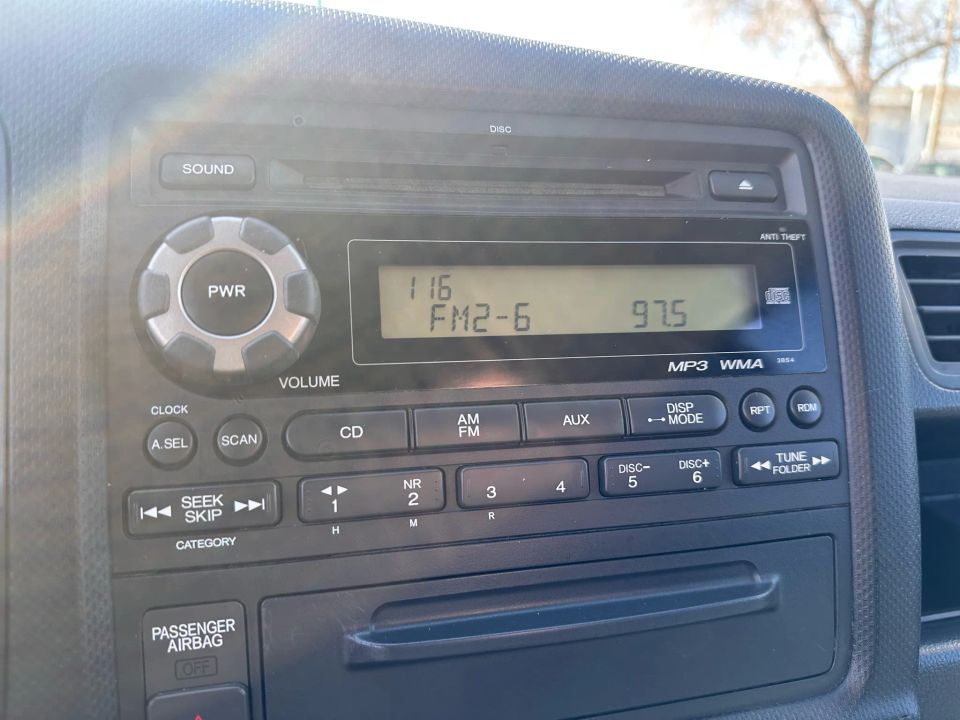 DISC
SOUND
ANTI THEFT
PWR
116
FM2-6 97.5
MP3 WMA 3BS4
VOLUME
CLOCK
A.SEL
SCAN
CD
AM
FM
AUX
DISP
MODE
RPT
RDM
SEEK
SKIP
CATEGORY
1
H
NR
2
M
3
R
4
DISC-
5
DISC+
6
TUNE
FOLDER
PASSENGER
AIRBAG
OFF